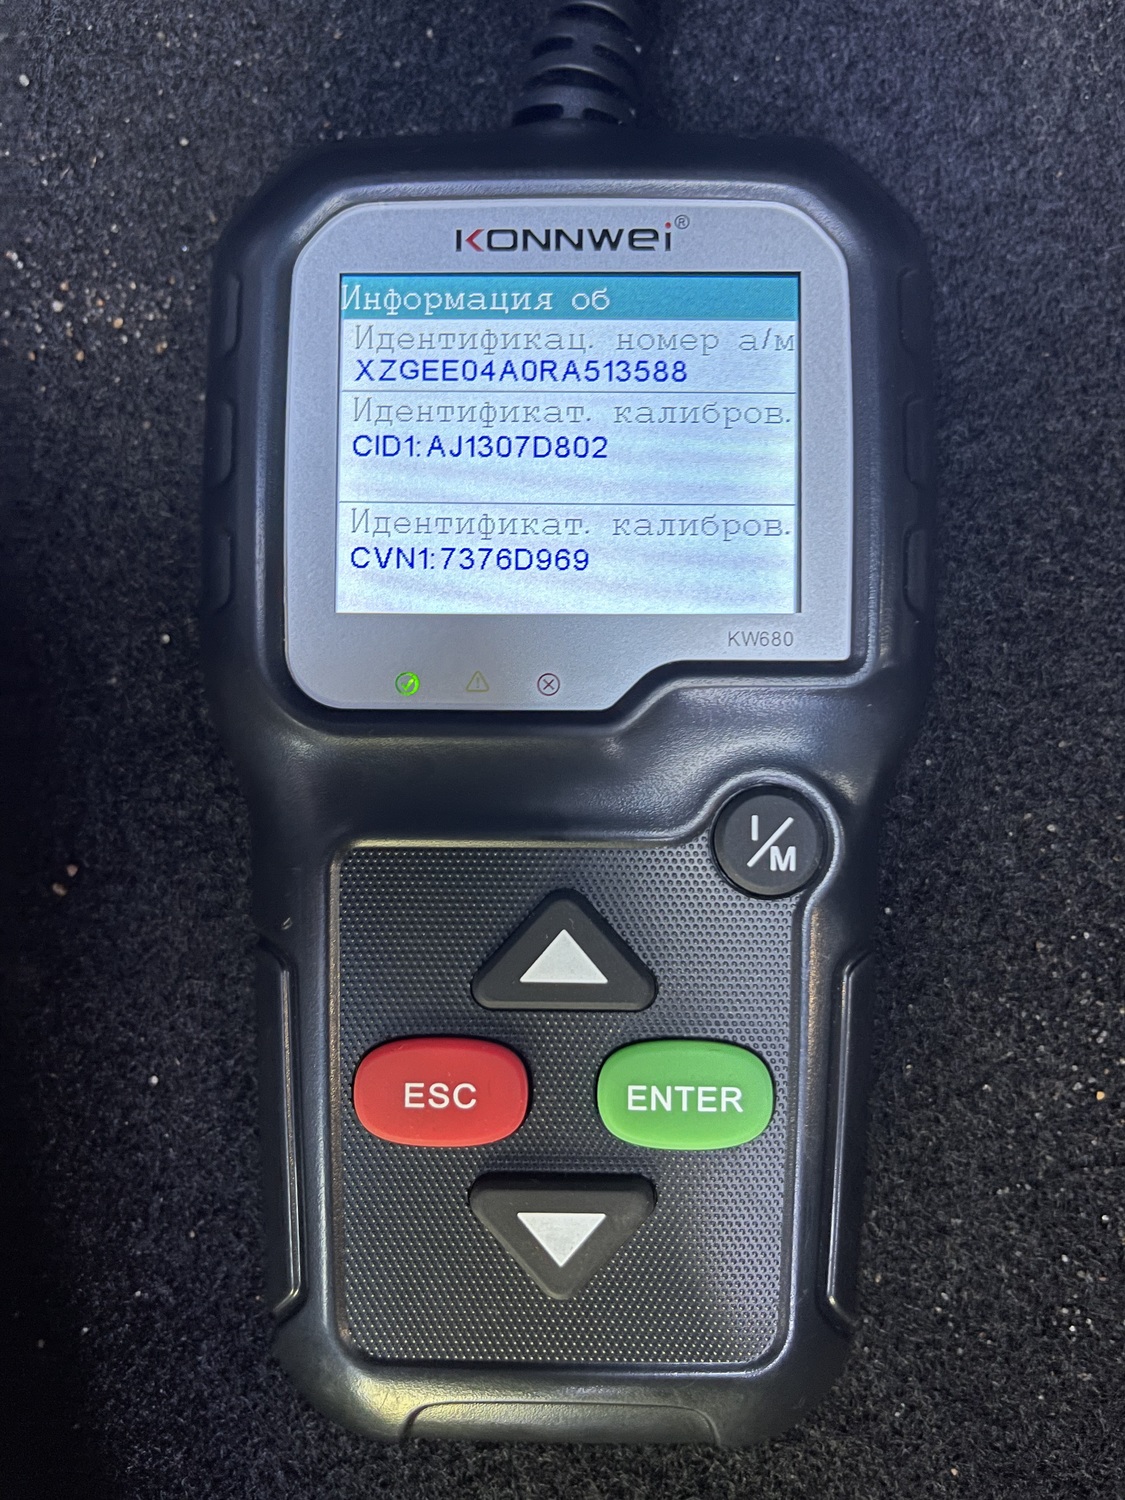 KONNWEI®
Информация об
Идентификац. номер а/м
XZGEE04A0RA513588
Идентификат. калибров.
CID1:AJ1307D802
Идентификат. калибров.
CVN1:7376D969
KW680
I/M
ESC
ENTER